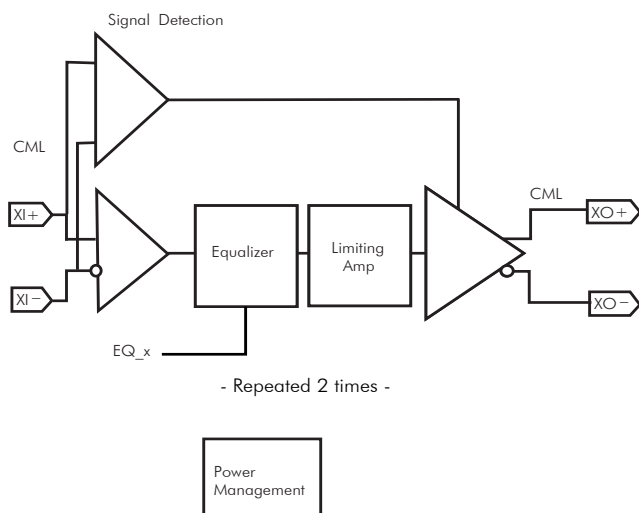 Signal Detection
CML
XI+
CML
XO+
Equalizer
Limiting
Amp
XI−
XO−
EQ_x
- Repeated 2 times -
Power
Management